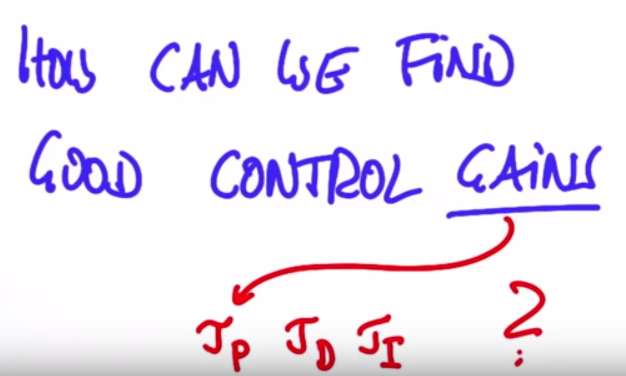 HOW CAN WE FIND
GOOD CONTROL GAINS
τP τD τI ?